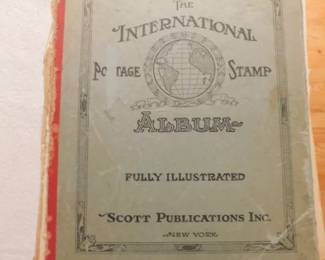 THE
INTERNATIONAL
POSTAGE STAMP
ALBUM
FULLY ILLUSTRATED
SCOTT PUBLICATIONS INC.
NEW YORK